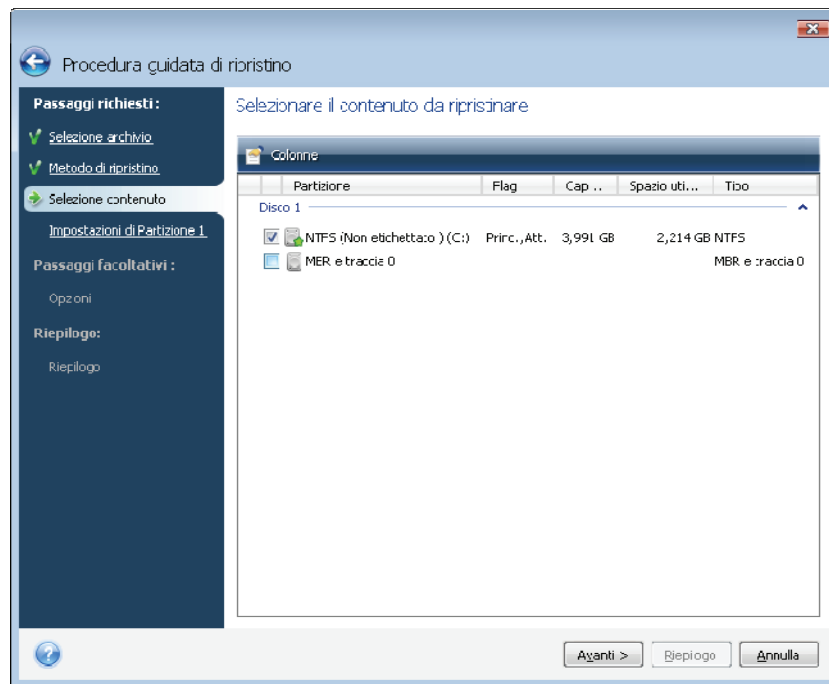 Procedura guidata di ripristino
Passaggi richiesti:
Selezione archivio
Metodo di ripristino
Selezione contenuto
Impostazioni di Partizione 1
Passaggi facoltativi:
Opzioni
Riepilogo:
Riepilogo
Selezionare il contenuto da ripristinare
Colonne
Partizione Flag Cap... Spazio uti... Tipo
Disco 1
NTFS (Non etichettato) (C:) Princ.,Att. 3,991 GB 2,214 GB NTFS
MBR e traccia 0 MBR e traccia 0
Avanti > Riepilogo Annulla